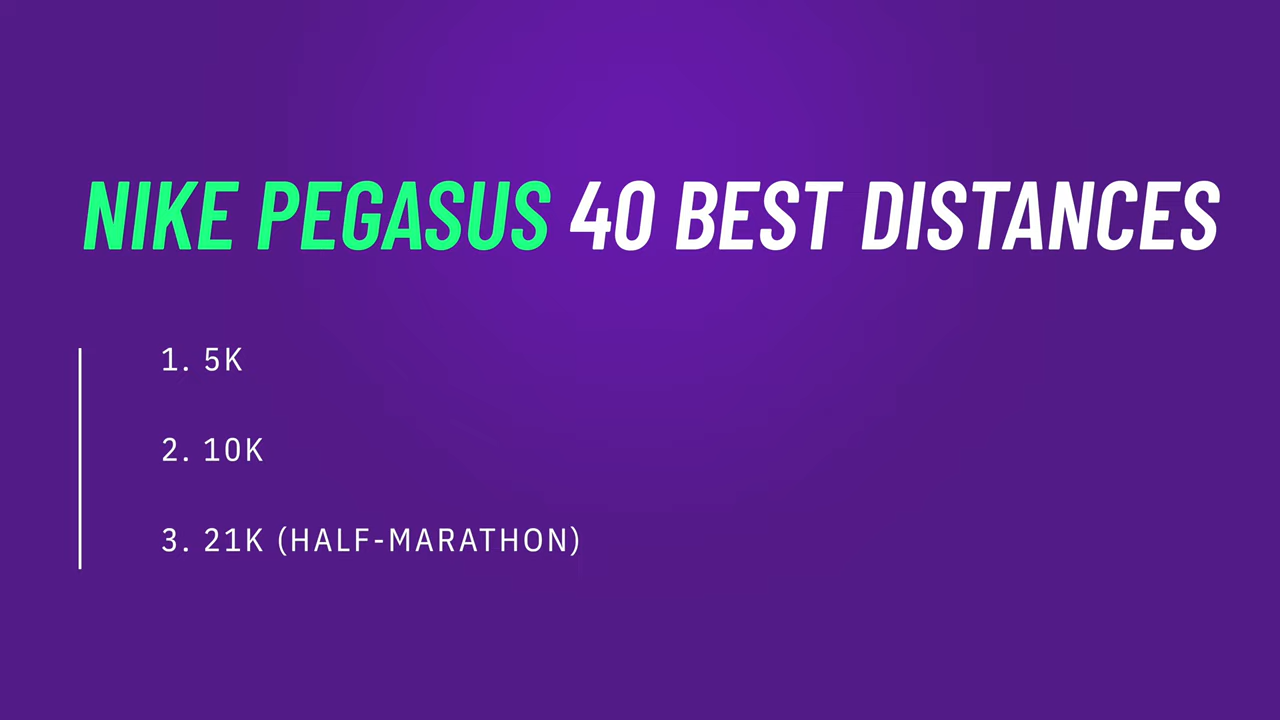 NIKE PEGASUS 40 BEST DISTANCES
1. 5K
2. 10K
3. 21K (HALF-MARATHON)